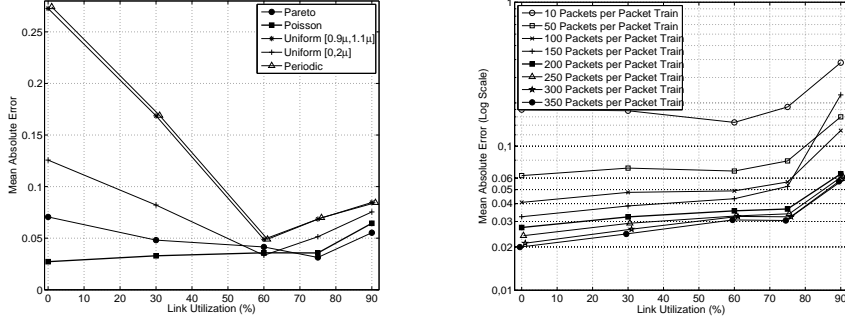 0.25
0.2
0.15
0.1
0.05
0
Mean Absolute Error
Pareto
Poisson
Uniform [0.9μ,1.1μ]
Uniform [0,2μ]
Periodic
0 10 20 30 40 50 60 70 80 90
Link Utilization (%)
1
0,1
0.06
0.05
0.04
0.03
0.02
0,01
Mean Absolute Error (Log Scale)
10 Packets per Packet Train
50 Packets per Packet Train
100 Packets per Packet Train
150 Packets per Packet Train
200 Packets per Packet Train
250 Packets per Packet Train
300 Packets per Packet Train
350 Packets per Packet Train
0 10 20 30 40 50 60 70 80 90
Link Utilization (%)